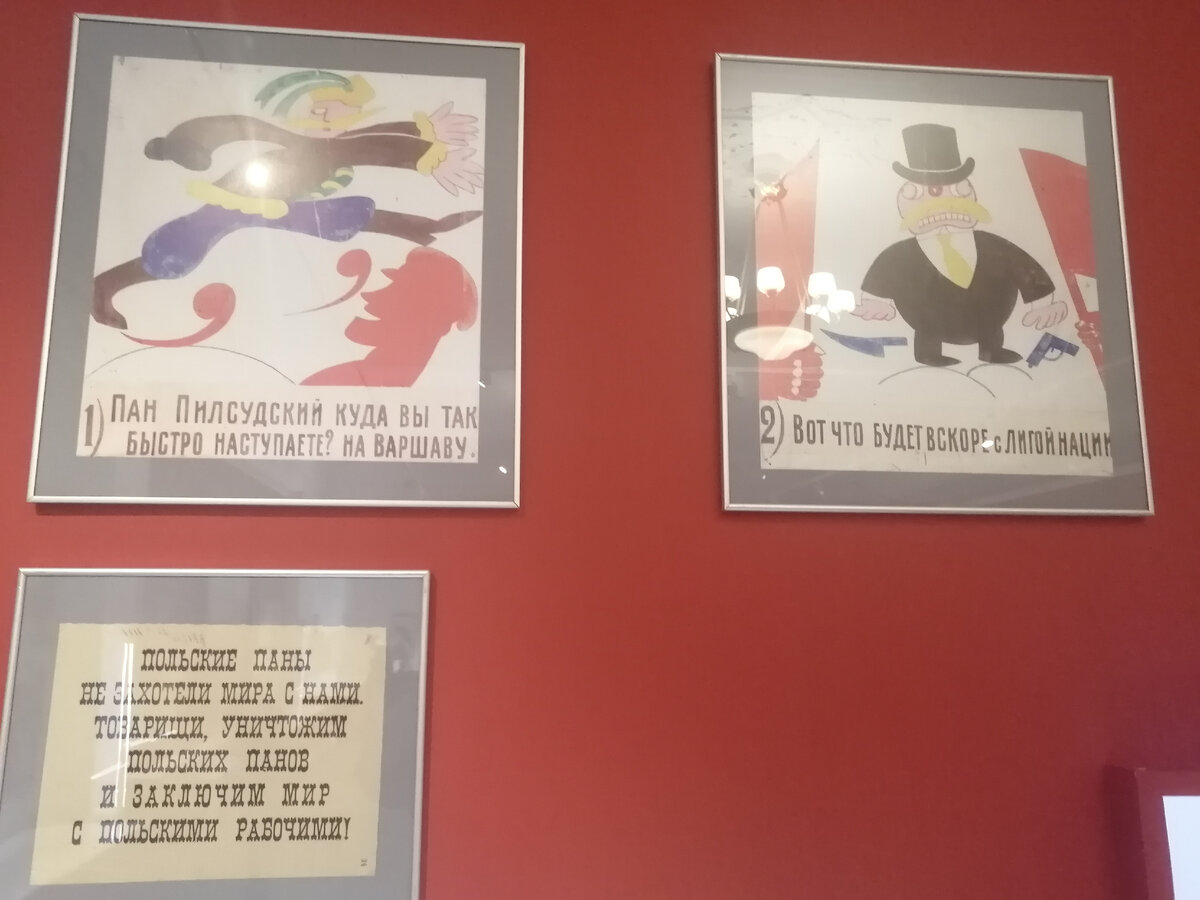 1) ПАН ПИЛСУДСКИЙ КУДА ВЫ ТАК
БЫСТРО НАСТУПАЕТЕ? НА ВАРШАВУ.
2) ВОТ ЧТО БУДЕТ ВСКОРЕ С ЛИГОЙ НАЦИЙ
ПОЛЬСКИЕ ПАНЫ
НЕ ЗАХОТЕЛИ МИРА С НАМИ.
ТОВАРИЩИ, УНИЧТОЖИМ
ПОЛЬСКИХ ПАНОВ
И ЗАКЛЮЧИМ МИР
С ПОЛЬСКИМИ РАБОЧИМИ!